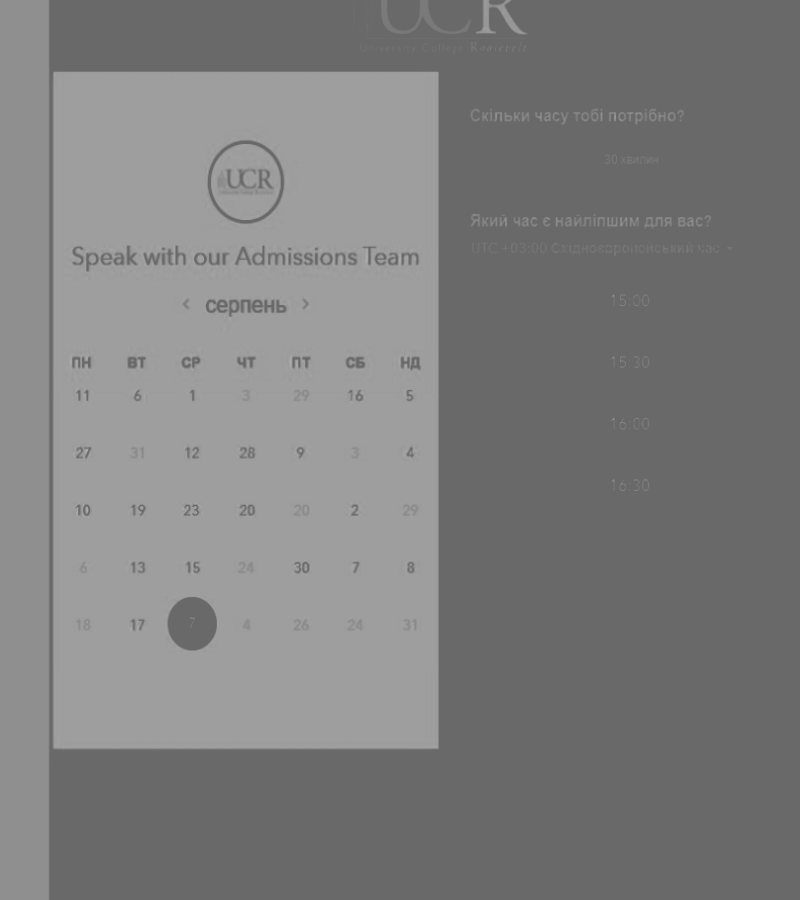 UCR
University College Roosevelt
UCR
Speak with our Admissions Team
‹ серпень ›
ПН ВТ СР ЧТ ПТ СБ НД
11 6 1 3 29 16 5
27 31 12 28 9 3 4
10 19 23 20 20 2 29
6 13 15 24 30 7 8
18 17 7 4 26 24 31
Скільки часу тобі потрібно?
30 хвилин
Який час є найліпшим для вас?
UTC +03:00 Східноєвропейський час
15:00
15:30
16:00
16:30